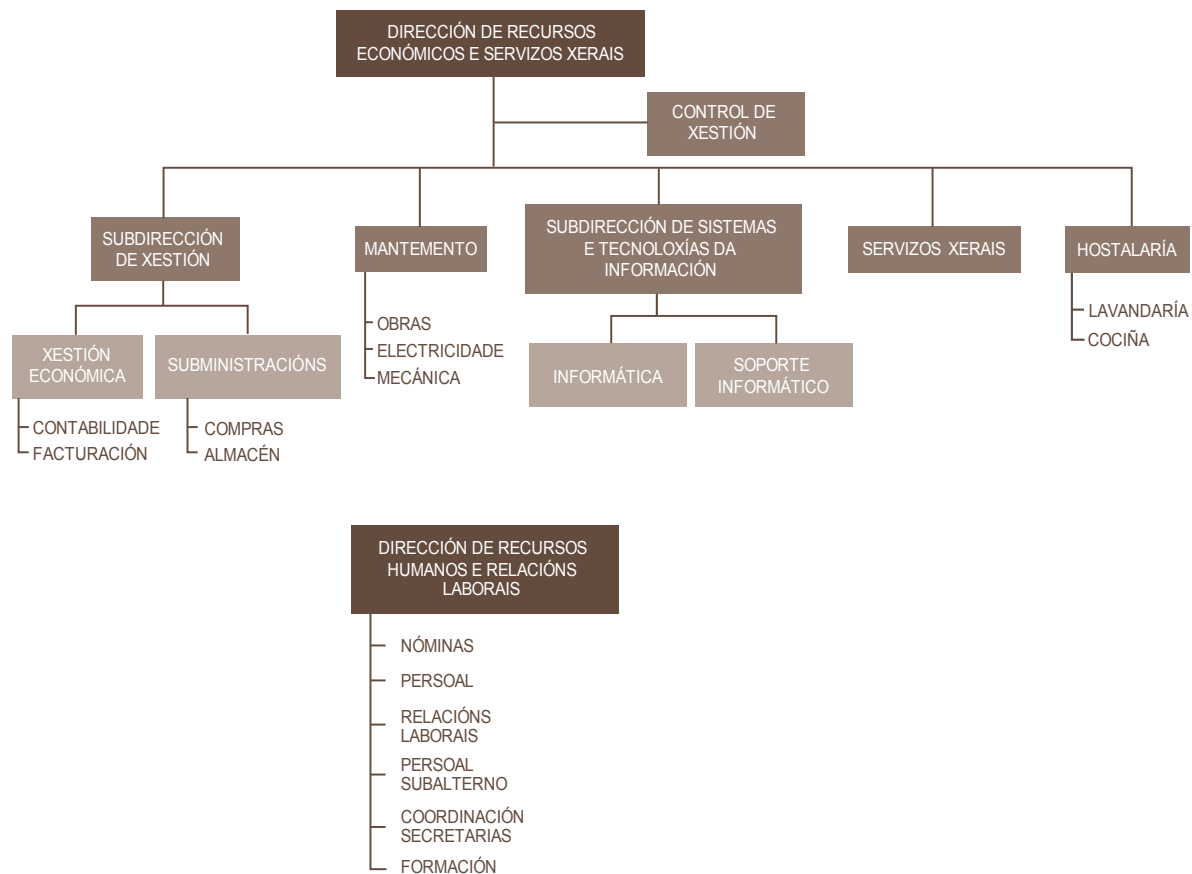 DIRECCIÓN DE RECURSOS
ECONÓMICOS E SERVIZOS XERAIS
CONTROL DE
XESTIÓN
SUBDIRECCIÓN
DE XESTIÓN
MANTEMENTO
SUBDIRECCIÓN DE SISTEMAS
E TECNOLOXÍAS DA
INFORMACIÓN
SERVIZOS XERAIS
HOSTALARÍA
XESTIÓN
ECONÓMICA
SUBMINISTRACIÓNS
OBRAS
ELECTRICIDADE
MECÁNICA
INFORMÁTICA
SOPORTE
INFORMÁTICO
LAVANDARÍA
COCIÑA
CONTABILIDADE
FACTURACIÓN
COMPRAS
ALMACÉN
DIRECCIÓN DE RECURSOS
HUMANOS E RELACIÓNS
LABORAIS
NÓMINAS
PERSOAL
RELACIÓNS
LABORAIS
PERSOAL
SUBALTERNO
COORDINACIÓN
SECRETARIAS
FORMACIÓN